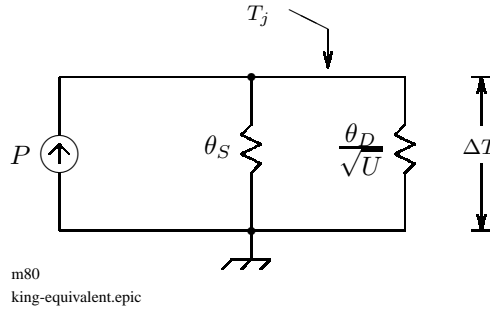 T_j
P
θ_S
θ_D
√U
ΔT
m80
king-equivalent.epic